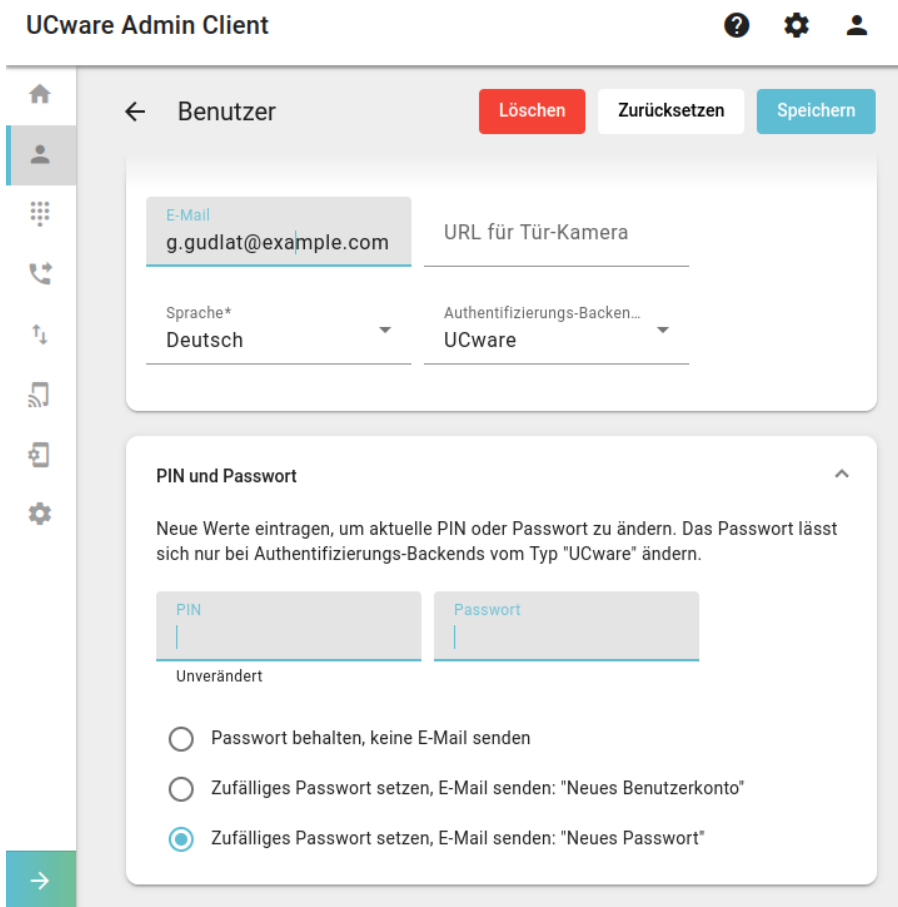 UCware Admin Client
Benutzer
Löschen
Zurücksetzen
Speichern
E-Mail
g.gudlat@example.com
URL für Tür-Kamera
Sprache*
Deutsch
Authentifizierungs-Backen...
UCware
PIN und Passwort
Neue Werte eintragen, um aktuelle PIN oder Passwort zu ändern. Das Passwort lässt
sich nur bei Authentifizierungs-Backends vom Typ "UCware" ändern.
PIN
Passwort
Unverändert
Passwort behalten, keine E-Mail senden
Zufälliges Passwort setzen, E-Mail senden: "Neues Benutzerkonto"
Zufälliges Passwort setzen, E-Mail senden: "Neues Passwort"